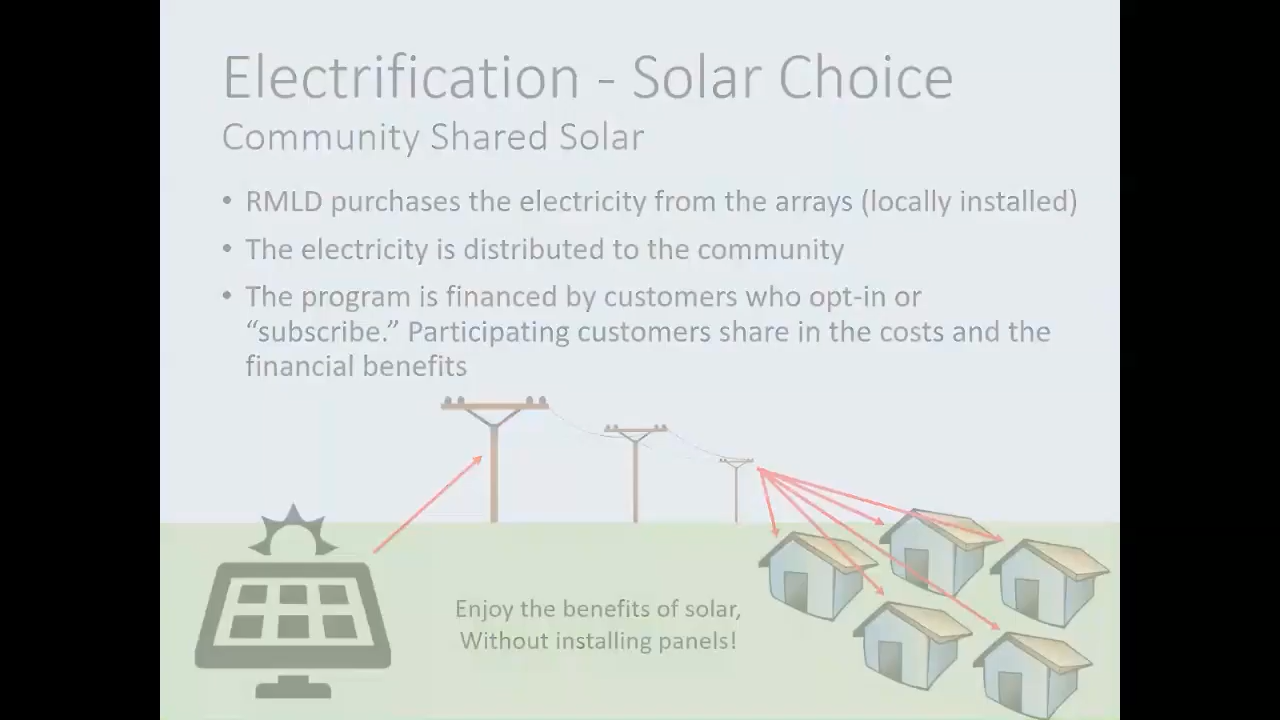 Electrification - Solar Choice
Community Shared Solar
• RMLD purchases the electricity from the arrays (locally installed)
• The electricity is distributed to the community
• The program is financed by customers who opt-in or
“subscribe.” Participating customers share in the costs and the
financial benefits
Enjoy the benefits of solar,
Without installing panels!